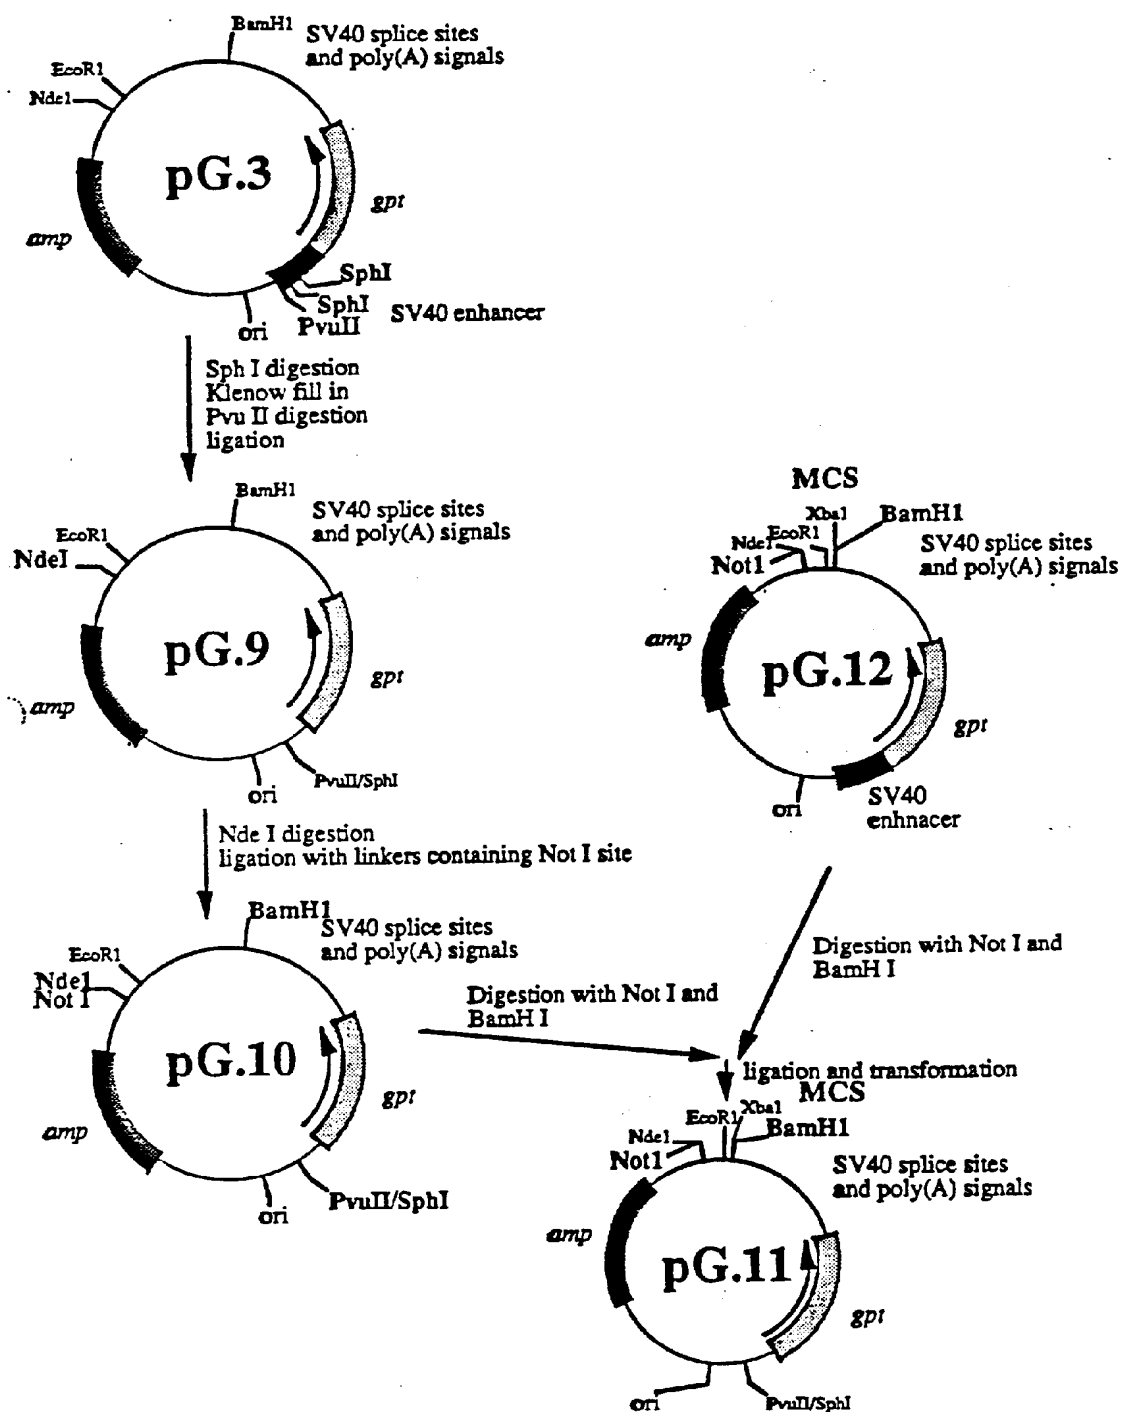 BamH1
SV40 splice sites
and poly(A) signals
EcoR1
Nde1
pG.3
gpt
amp
SphI
SphI
SV40 enhancer
PvuII
ori
Sph I digestion
Klenow fill in
Pvu II digestion
ligation
BamH1
SV40 splice sites
and poly(A) signals
EcoR1
NdeI
pG.9
gpt
amp
PvuII/SphI
ori
MCS
Xba1
BamH1
EcoR1
Nde1
Not1
SV40 splice sites
and poly(A) signals
amp
pG.12
gpt
ori
SV40
enhnacer
Nde I digestion
ligation with linkers containing Not I site
BamH1
SV40 splice sites
and poly(A) signals
EcoR1
Nde1
Not 1
pG.10
gpt
amp
PvuII/SphI
ori
Digestion with Not I and
BamH I
Digestion with Not I and
BamH I
ligation and transformation
MCS
Xba1
EcoR1
BamH1
Nde1
Not1
SV40 splice sites
and poly(A) signals
amp
pG.11
gpt
ori
PvuII/SphI